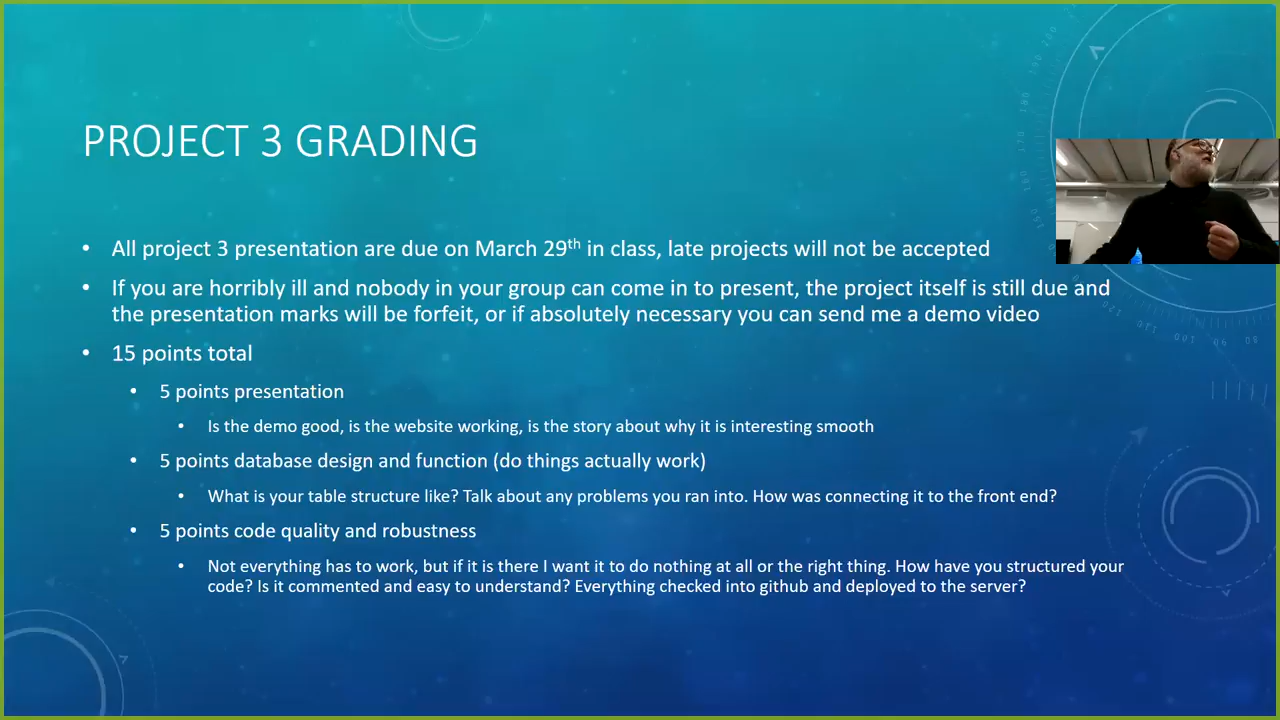 PROJECT 3 GRADING
• All project 3 presentation are due on March 29th in class, late projects will not be accepted
• If you are horribly ill and nobody in your group can come in to present, the project itself is still due and
the presentation marks will be forfeit, or if absolutely necessary you can send me a demo video
• 15 points total
• 5 points presentation
• Is the demo good, is the website working, is the story about why it is interesting smooth
• 5 points database design and function (do things actually work)
• What is your table structure like? Talk about any problems you ran into. How was connecting it to the front end?
• 5 points code quality and robustness
• Not everything has to work, but if it is there I want it to do nothing at all or the right thing. How have you structured your
code? Is it commented and easy to understand? Everything checked into github and deployed to the server?